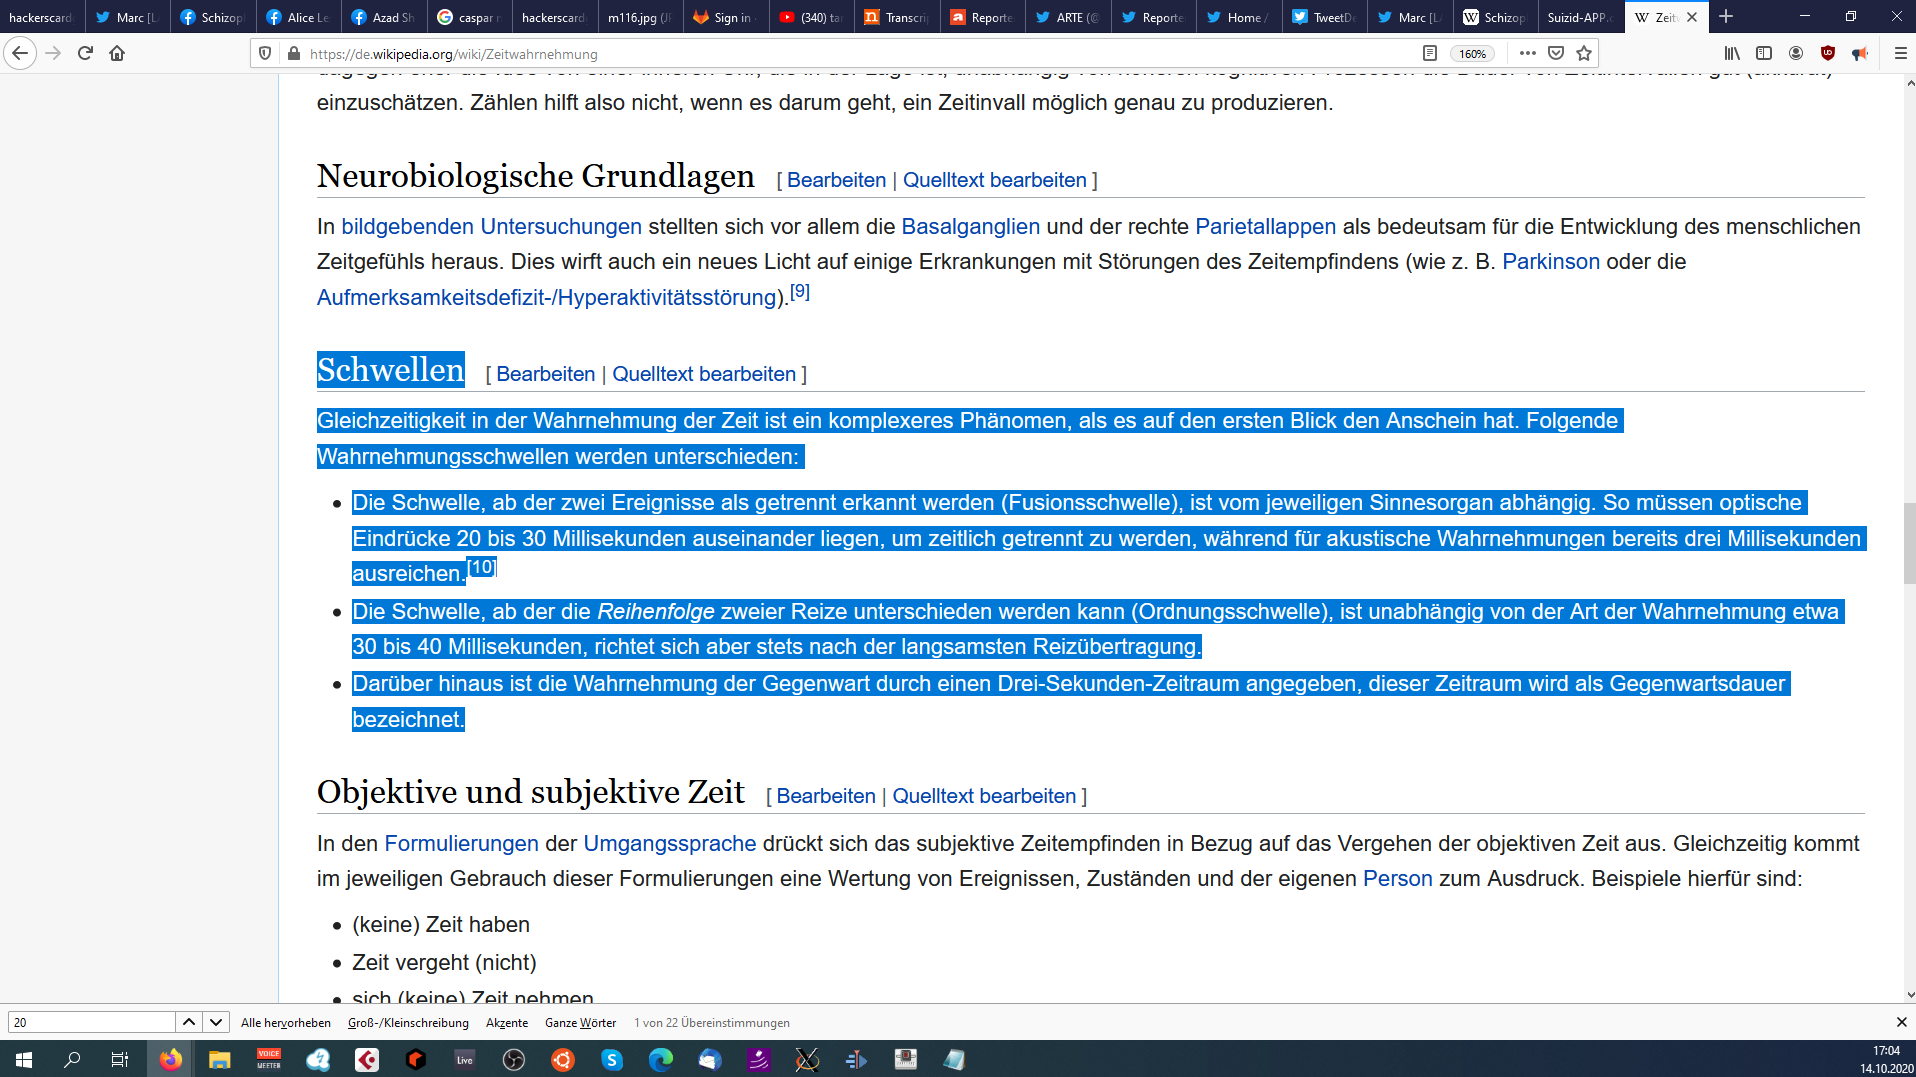 hackerscard
Marc [L
Schizop
Alice Le
Azad Sh
caspar n
hackerscard
m116.jpg (JP
Sign in
(340) ta
Transcri
Reporte
ARTE (@
Reporte
Home /
TweetDe
Marc [L
Schizop
Suizid-APP.
Zeitw
https://de.wikipedia.org/wiki/Zeitwahrnehmung
160%
einzuschätzen. Zählen hilft also nicht, wenn es darum geht, ein Zeitinvall möglich genau zu produzieren.
Neurobiologische Grundlagen [ Bearbeiten | Quelltext bearbeiten ]
In bildgebenden Untersuchungen stellten sich vor allem die Basalganglien und der rechte Parietallappen als bedeutsam für die Entwicklung des menschlichen
Zeitgefühls heraus. Dies wirft auch ein neues Licht auf einige Erkrankungen mit Störungen des Zeitempfindens (wie z. B. Parkinson oder die
Aufmerksamkeitsdefizit-/Hyperaktivitätsstörung).[9]
Schwellen [ Bearbeiten | Quelltext bearbeiten ]
Gleichzeitigkeit in der Wahrnehmung der Zeit ist ein komplexeres Phänomen, als es auf den ersten Blick den Anschein hat. Folgende
Wahrnehmungsschwellen werden unterschieden:
• Die Schwelle, ab der zwei Ereignisse als getrennt erkannt werden (Fusionsschwelle), ist vom jeweiligen Sinnesorgan abhängig. So müssen optische
Eindrücke 20 bis 30 Millisekunden auseinander liegen, um zeitlich getrennt zu werden, während für akustische Wahrnehmungen bereits drei Millisekunden
ausreichen.[10]
• Die Schwelle, ab der die Reihenfolge zweier Reize unterschieden werden kann (Ordnungsschwelle), ist unabhängig von der Art der Wahrnehmung etwa
30 bis 40 Millisekunden, richtet sich aber stets nach der langsamsten Reizübertragung.
• Darüber hinaus ist die Wahrnehmung der Gegenwart durch einen Drei-Sekunden-Zeitraum angegeben, dieser Zeitraum wird als Gegenwartsdauer
bezeichnet.
Objektive und subjektive Zeit [ Bearbeiten | Quelltext bearbeiten ]
In den Formulierungen der Umgangssprache drückt sich das subjektive Zeitempfinden in Bezug auf das Vergehen der objektiven Zeit aus. Gleichzeitig kommt
im jeweiligen Gebrauch dieser Formulierungen eine Wertung von Ereignissen, Zuständen und der eigenen Person zum Ausdruck. Beispiele hierfür sind:
• (keine) Zeit haben
• Zeit vergeht (nicht)
• sich (keine) Zeit nehmen
20
Alle hervorheben Groß-/Kleinschreibung Akzente Ganze Wörter 1 von 22 Übereinstimmungen
VOICE
MEETER
Live
17:04
14.10.2020